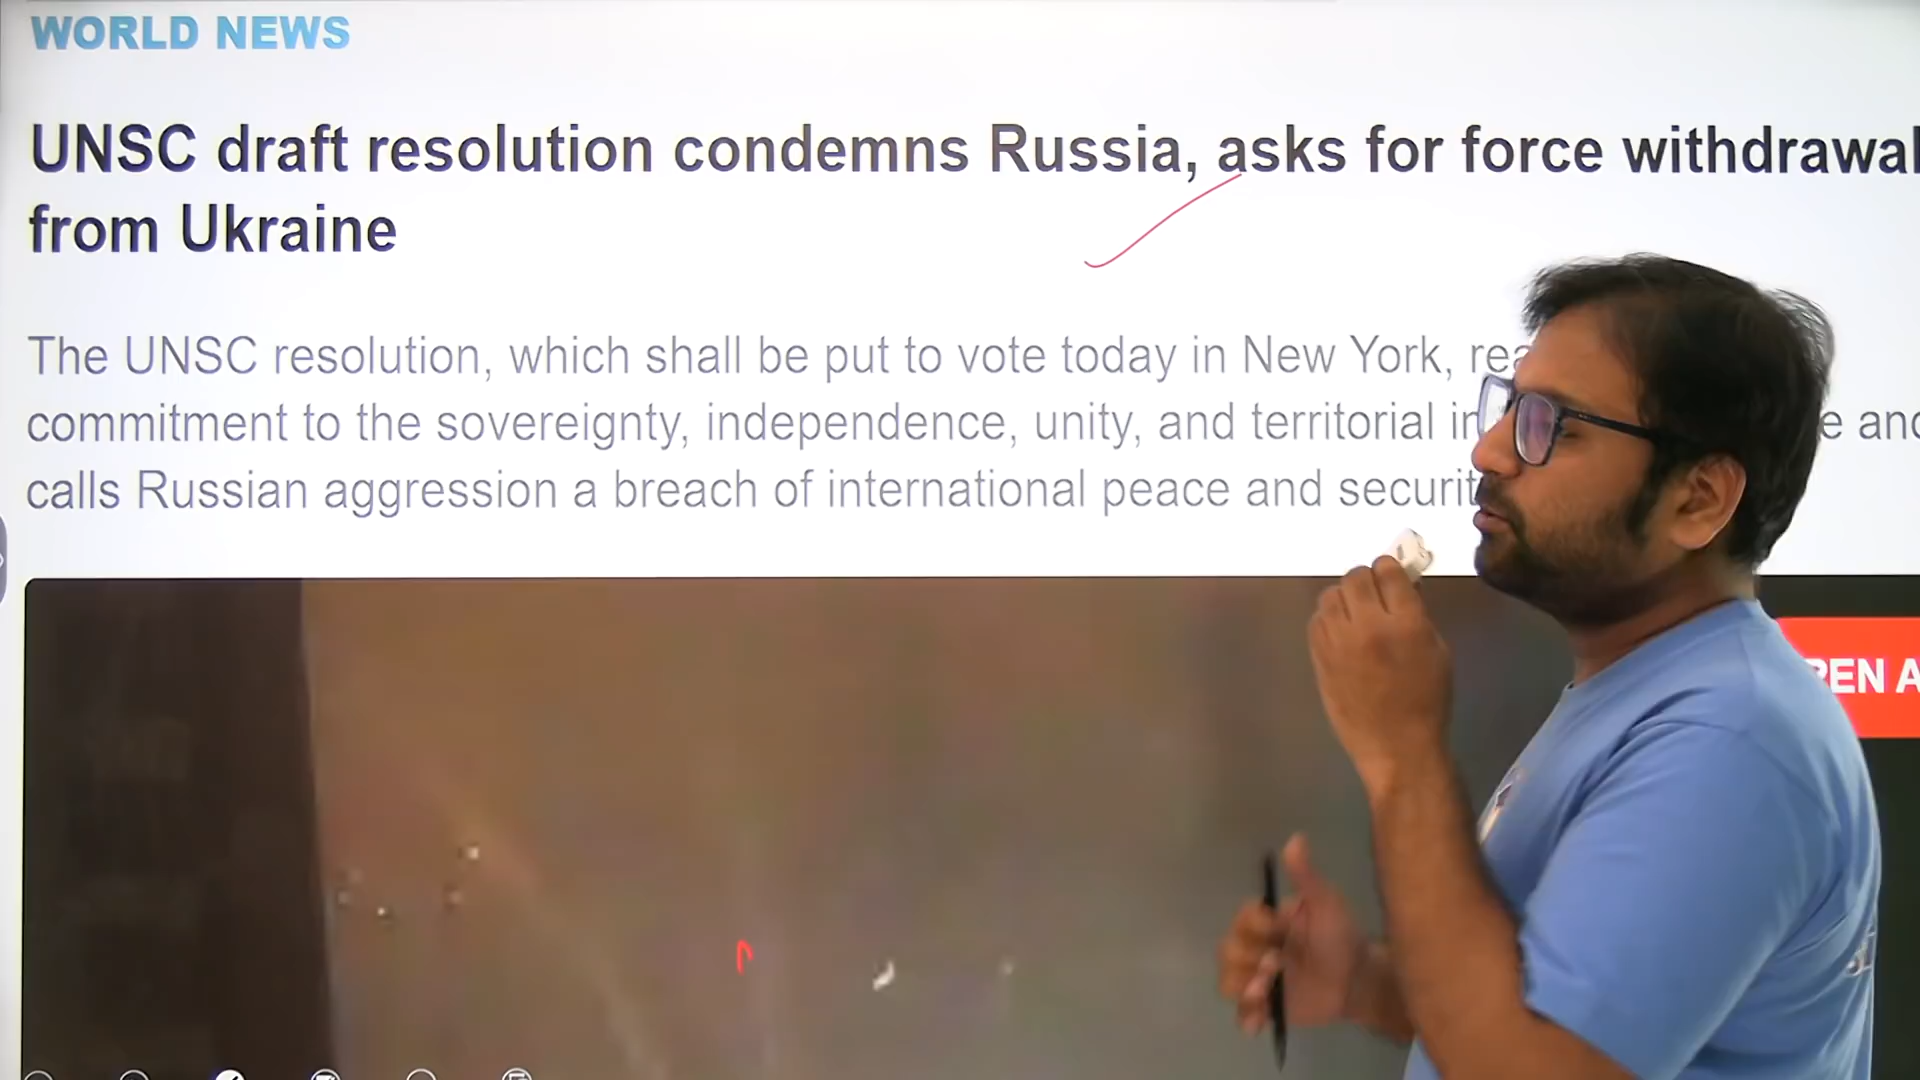 WORLD NEWS
UNSC draft resolution condemns Russia, asks for force withdrawal
from Ukraine
The UNSC resolution, which shall be put to vote today in New York,
commitment to the sovereignty, independence, unity, and territorial
calls Russian aggression a breach of international peace and